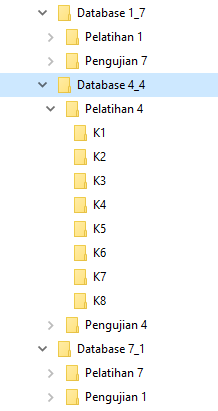 Database 1_7
Pelatihan 1
Pengujian 7
Database 4_4
Pelatihan 4
K1
K2
K3
K4
K5
K6
K7
K8
Pengujian 4
Database 7_1
Pelatihan 7
Pengujian 1